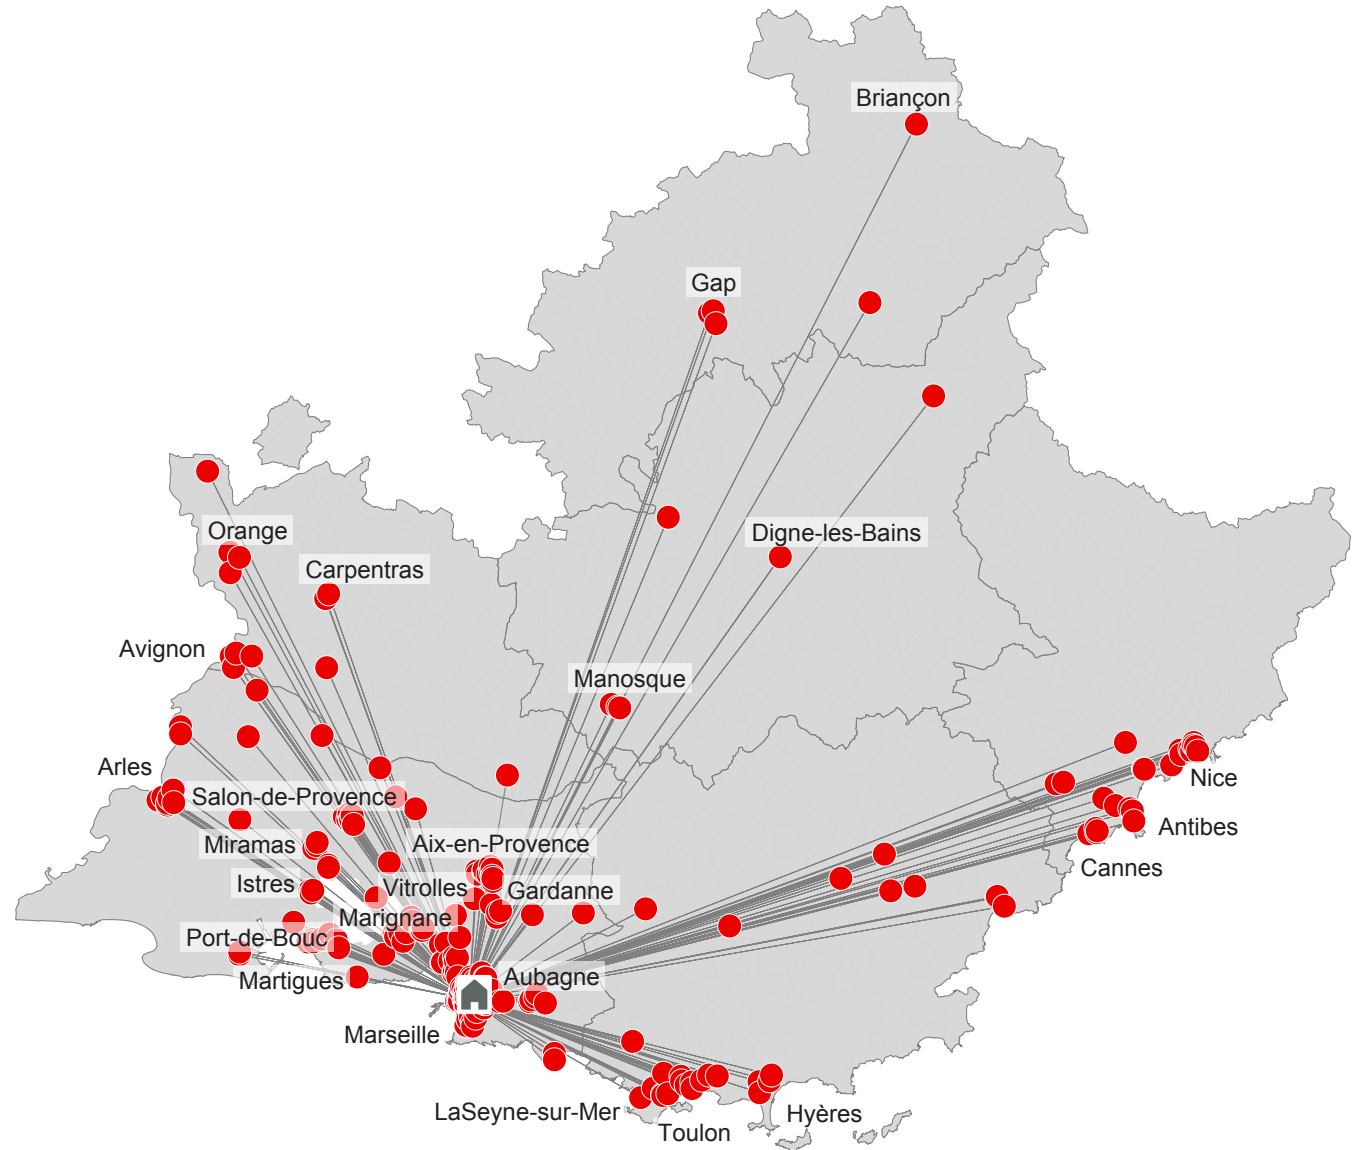 Briançon
Gap
Orange
Digne-les-Bains
Carpentras
Avignon
Manosque
Arles
Nice
Salon-de-Provence
Antibes
Miramas
Aix-en-Provence
Cannes
Istres
Vitrolles
Gardanne
Marignane
Port-de-Bouc
Martigues
Aubagne
Marseille
LaSeyne-sur-Mer
Hyères
Toulon